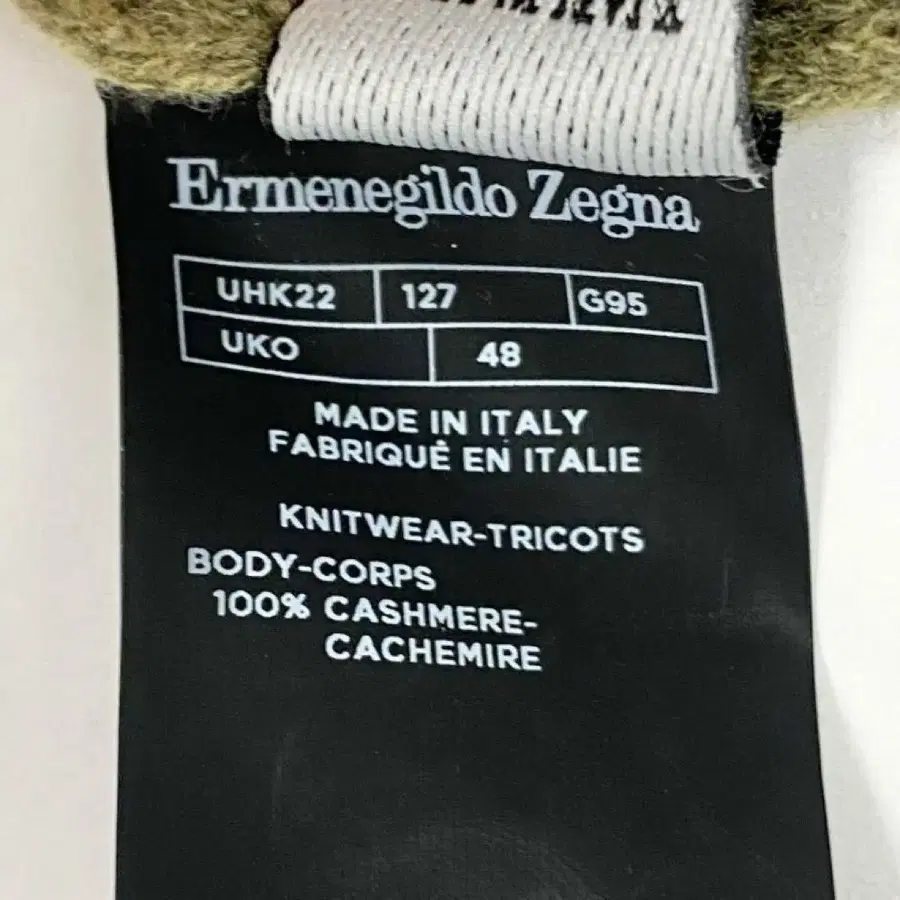 Ermenegildo Zegna
UHK22 127 G95
UKO 48
MADE IN ITALY
FABRIQUÉ EN ITALIE
KNITWEAR-TRICOTS
BODY-CORPS
100% CASHMERE-
CACHEMIRE